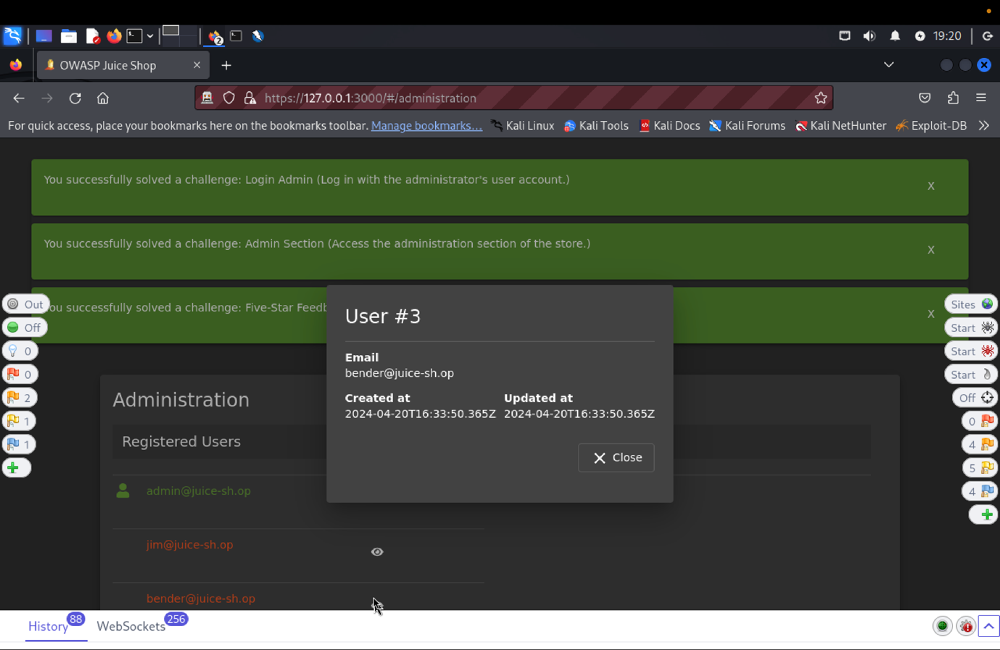 2
19:20
OWASP Juice Shop
https://127.0.0.1:3000/#/administration
For quick access, place your bookmarks here on the bookmarks toolbar. Manage bookmarks... Kali Linux Kali Tools Kali Docs Kali Forums Kali NetHunter Exploit-DB
You successfully solved a challenge: Login Admin (Log in with the administrator's user account.)
X
You successfully solved a challenge: Admin Section (Access the administration section of the store.)
X
You successfully solved a challenge: Five-Star
X
Out
Off
0
0
2
1
1
Sites
Start
Start
Start
Off
0
4
5
4
User #3
Email
bender@juice-sh.op
Created at Updated at
2024-04-20T16:33:50.365Z 2024-04-20T16:33:50.365Z
Close
Administration
Registered Users
admin@juice-sh.op
jim@juice-sh.op
bender@juice-sh.op
History 88 WebSockets 256